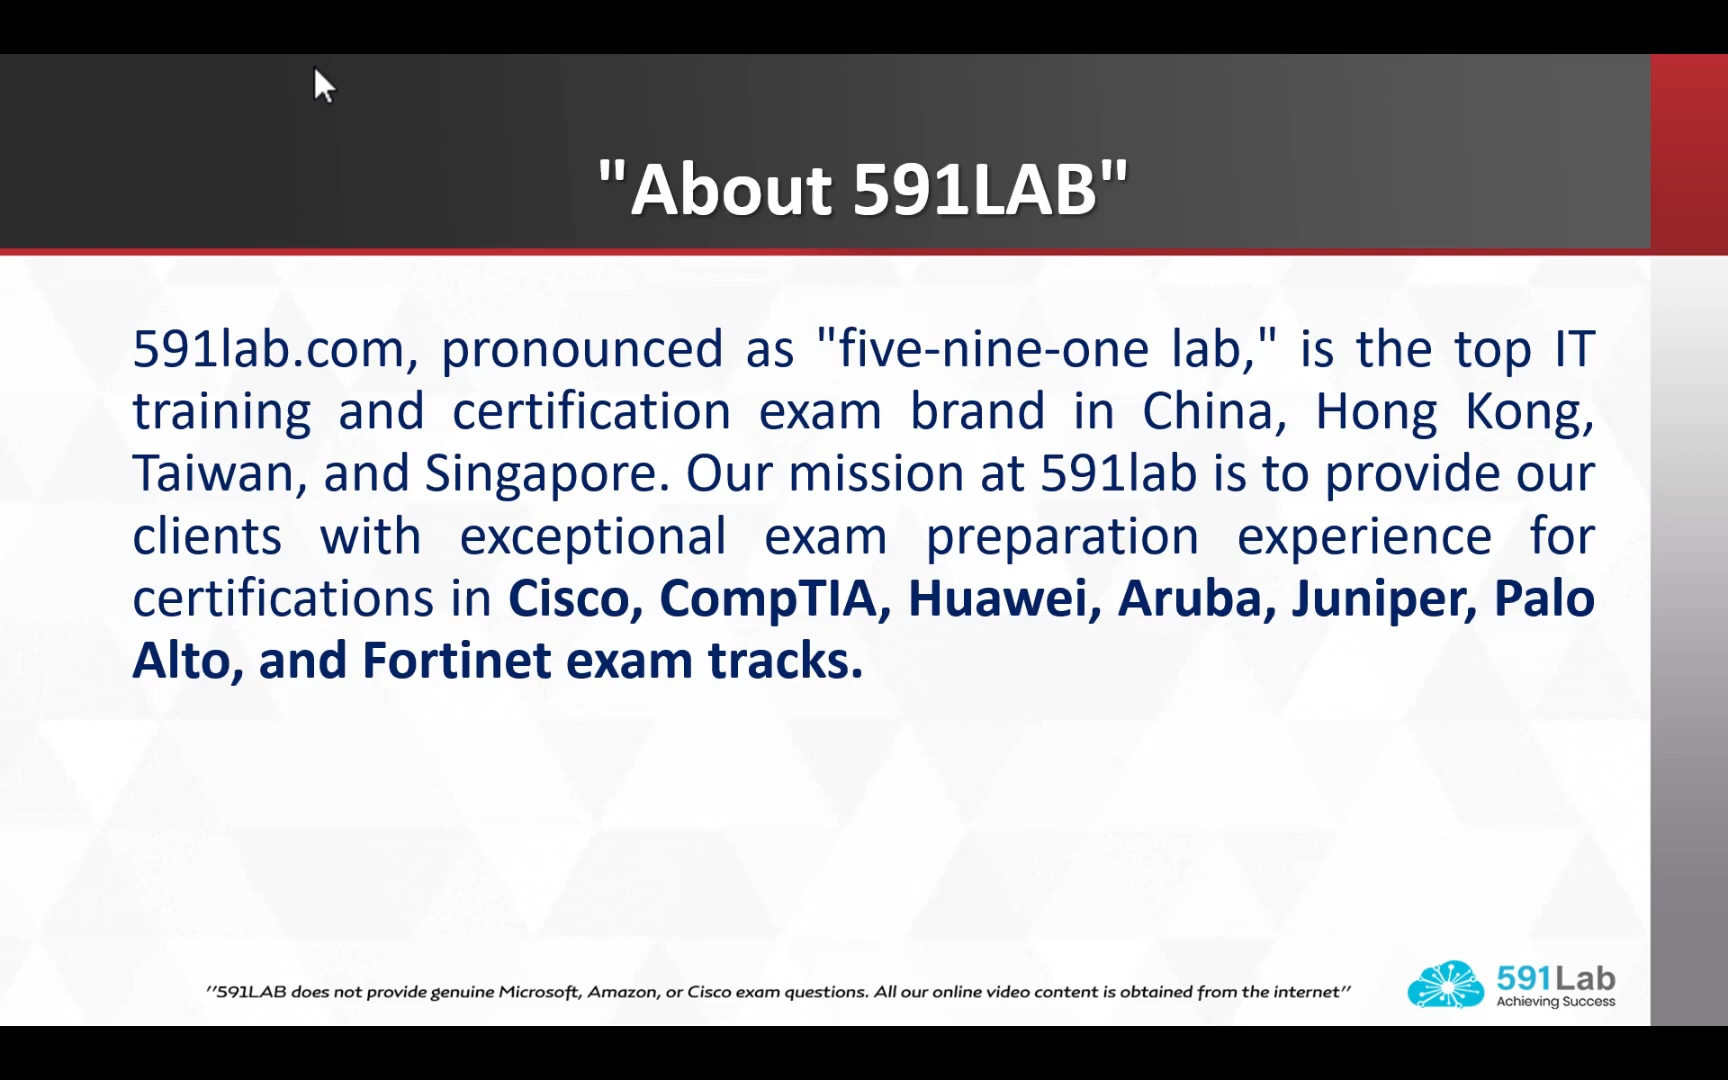 "About 591LAB"
591lab.com, pronounced as "five-nine-one lab," is the top IT
training and certification exam brand in China, Hong Kong,
Taiwan, and Singapore. Our mission at 591lab is to provide our
clients with exceptional exam preparation experience for
certifications in Cisco, CompTIA, Huawei, Aruba, Juniper, Palo
Alto, and Fortinet exam tracks.
''591LAB does not provide genuine Microsoft, Amazon, or Cisco exam questions. All our online video content is obtained from the internet''
591Lab
Achieving Success